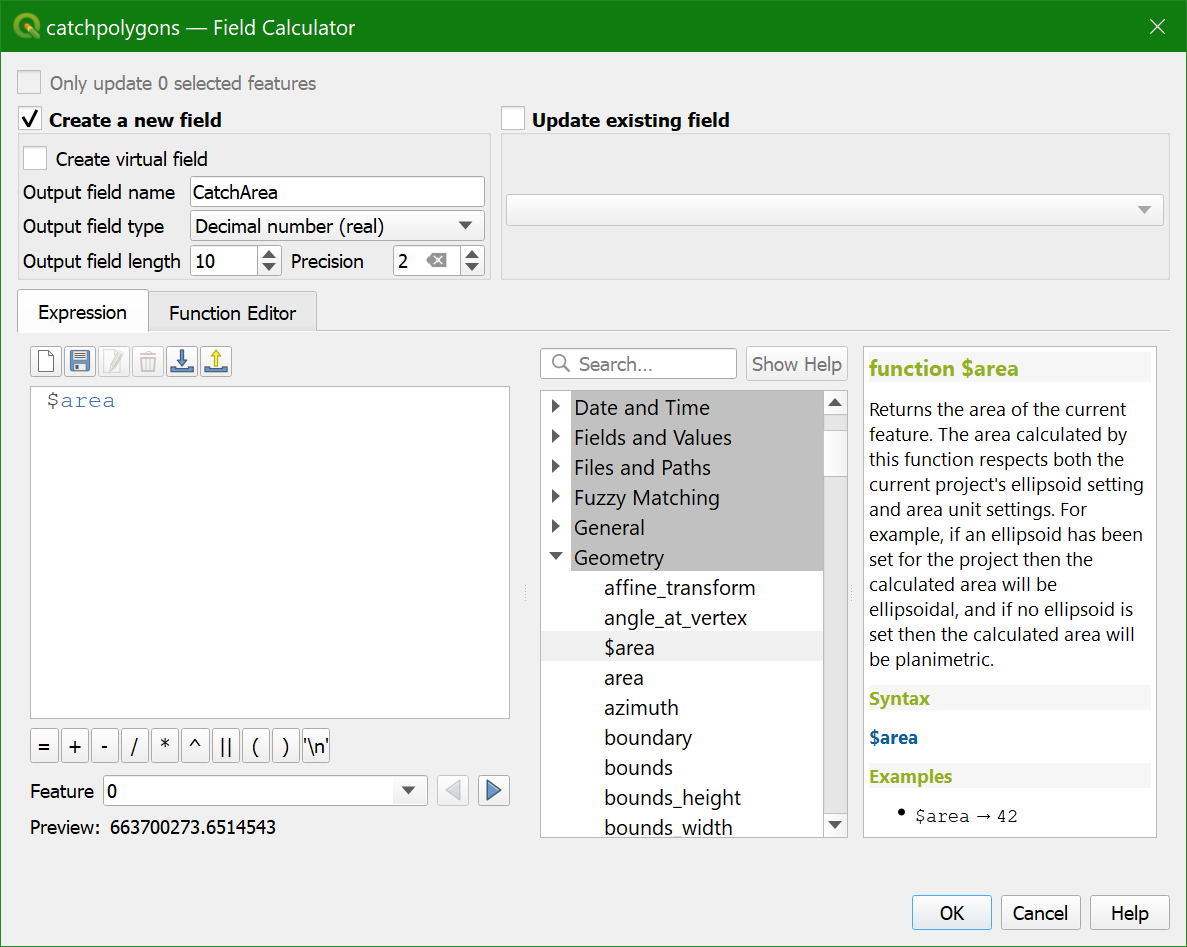 catchpolygons — Field Calculator
Only update 0 selected features
Create a new field
Create virtual field
Output field name CatchArea
Output field type Decimal number (real)
Output field length 10 Precision 2
Update existing field
Expression Function Editor
$area
= + - / * ^ || ( ) '\n'
Feature 0
Preview: 663700273.6514543
Search... Show Help
Date and Time
Fields and Values
Files and Paths
Fuzzy Matching
General
Geometry
affine_transform
angle_at_vertex
$area
area
azimuth
boundary
bounds
bounds_height
bounds_width
function $area
Returns the area of the current
feature. The area calculated by
this function respects both the
current project's ellipsoid setting
and area unit settings. For
example, if an ellipsoid has been
set for the project then the
calculated area will be
ellipsoidal, and if no ellipsoid is
set then the calculated area will
be planimetric.
Syntax
$area
Examples
• $area → 42
OK Cancel Help